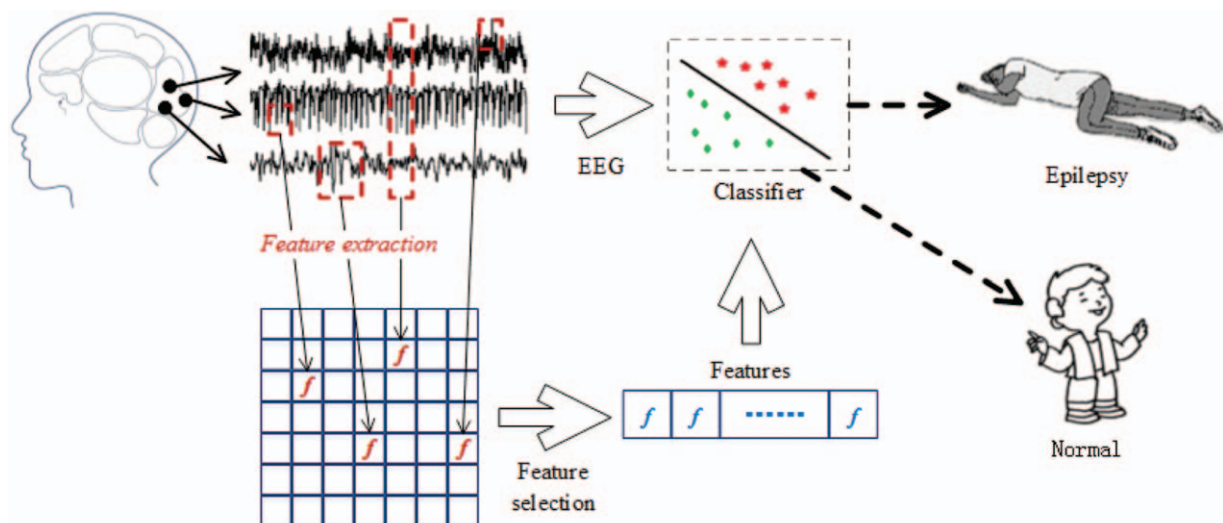 EEG
Classifier
Epilepsy
Feature extraction
f
f
f
f
Feature
selection
Features
f f ······ f
Normal